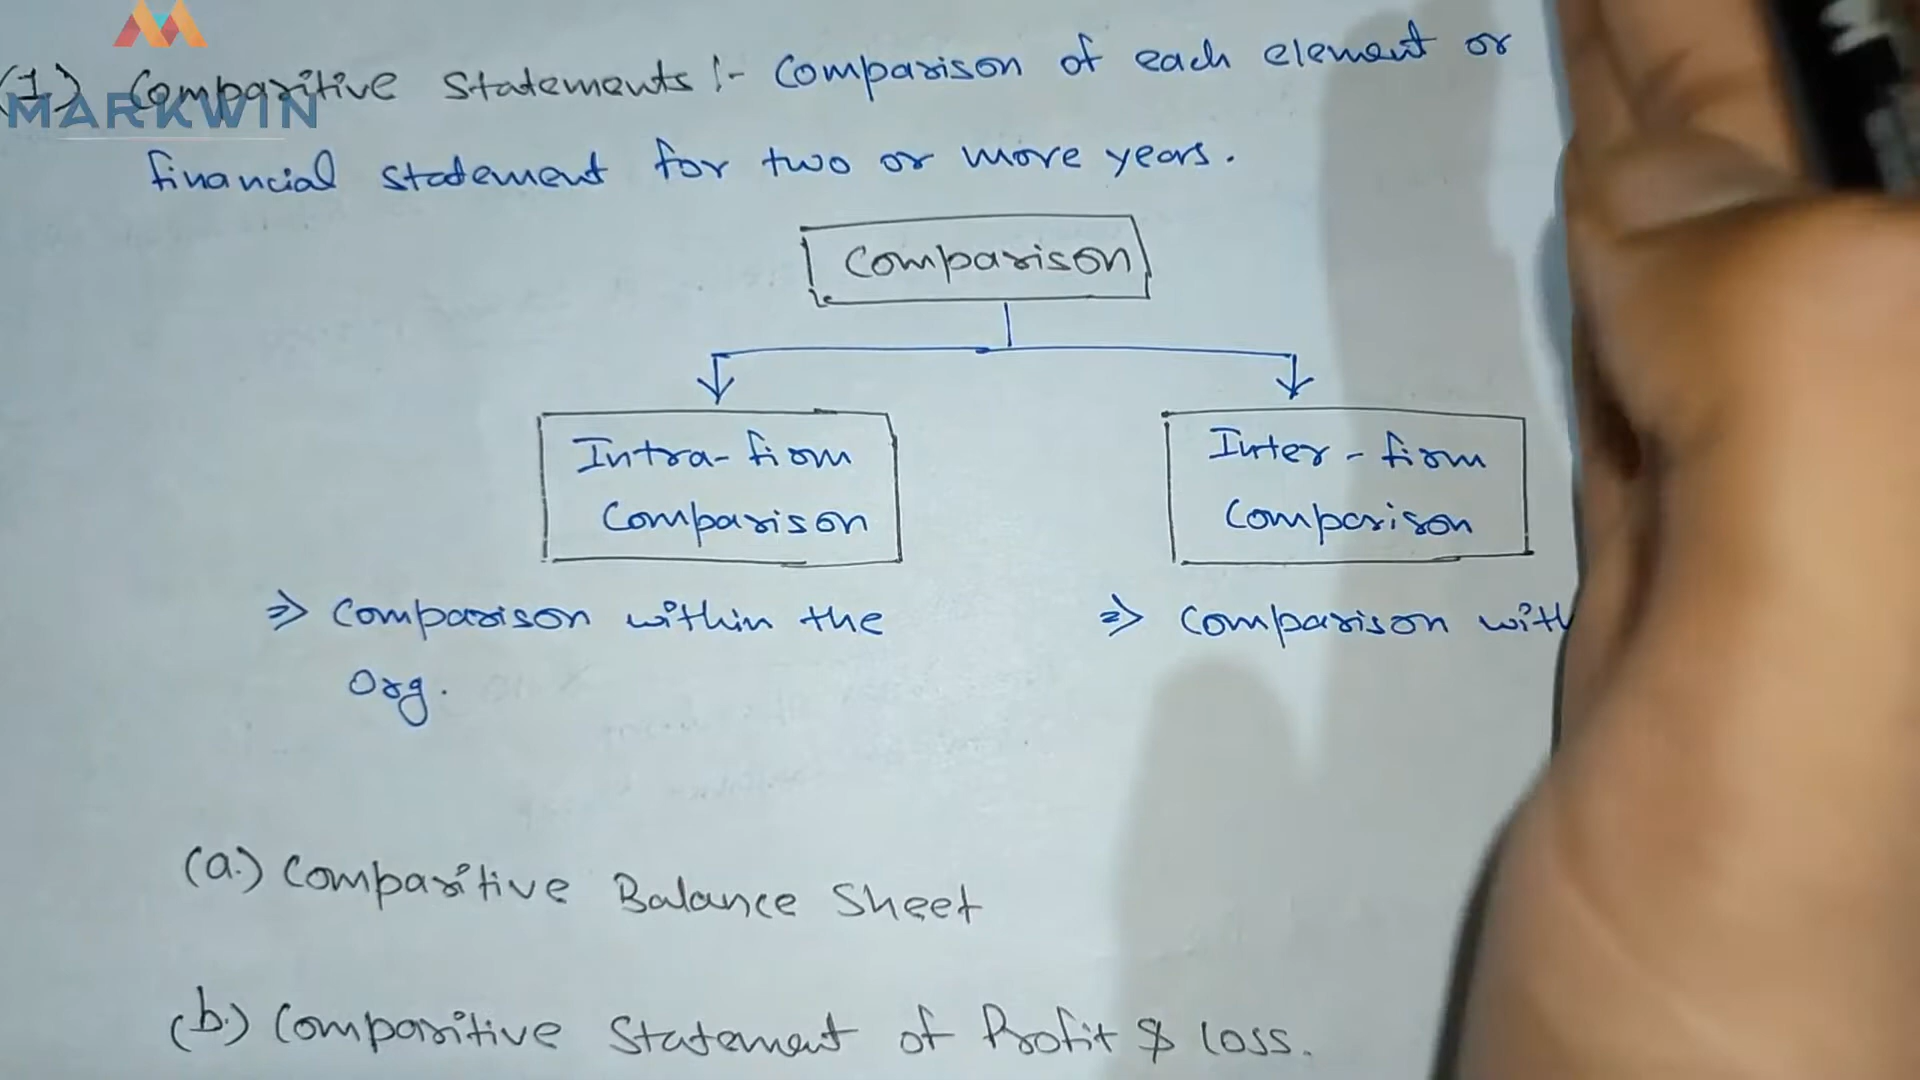 MARKWIN
(1.) Comparitive Statements :- Comparison of each element or
financial statement for two or more years.
Comparison
Intra-firm
Comparison
Inter-firm
Comparison
⇒ Comparison within the
Org.
⇒ Comparison with
(a.) Comparitive Balance Sheet
(b.) Comparitive Statement of Profit & Loss.